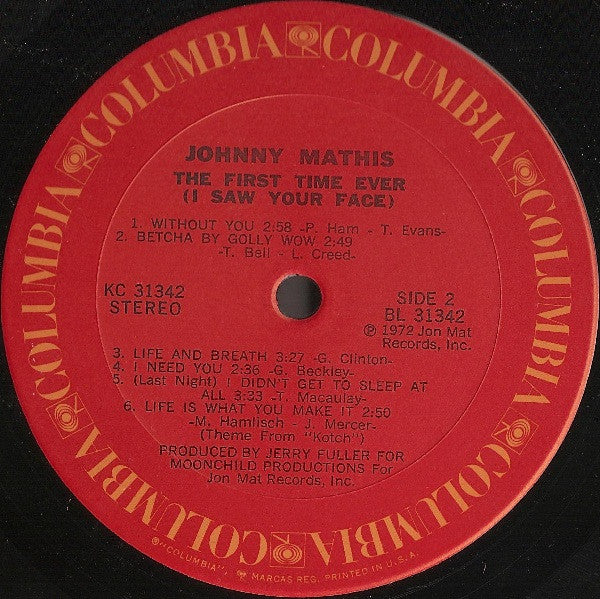 COLUMBIA COLUMBIA COLUMBIA COLUMBIA COLUMBIA COLUMBIA
JOHNNY MATHIS
THE FIRST TIME EVER
(I SAW YOUR FACE)
1. WITHOUT YOU 2:58 -P. Ham - T. Evans-
2. BETCHA BY GOLLY WOW 2:49
-T. Bell - L. Creed-
KC 31342
STEREO
SIDE 2
BL 31342
℗ 1972 Jon Mat
Records, Inc.
3. LIFE AND BREATH 3:27 -G. Clinton-
4. I NEED YOU 2:36 -G. Beckley-
5. (Last Night) I DIDN'T GET TO SLEEP AT
ALL 3:33 -T. Macaulay-
6. LIFE IS WHAT YOU MAKE IT 2:50
-M. Hamlisch - J. Mercer-
(Theme From "Kotch")
PRODUCED BY JERRY FULLER FOR
MOONCHILD PRODUCTIONS For
Jon Mat Records, Inc.
®"COLUMBIA", MARCAS REG. PRINTED IN U.S.A.